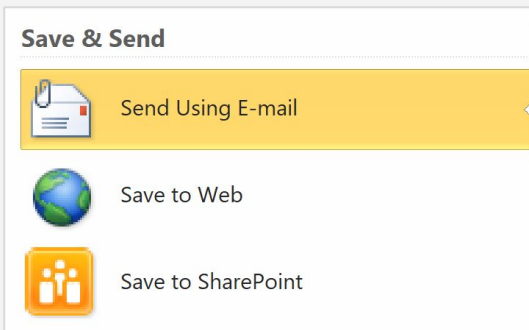 Save & Send
Send Using E-mail
Save to Web
Save to SharePoint